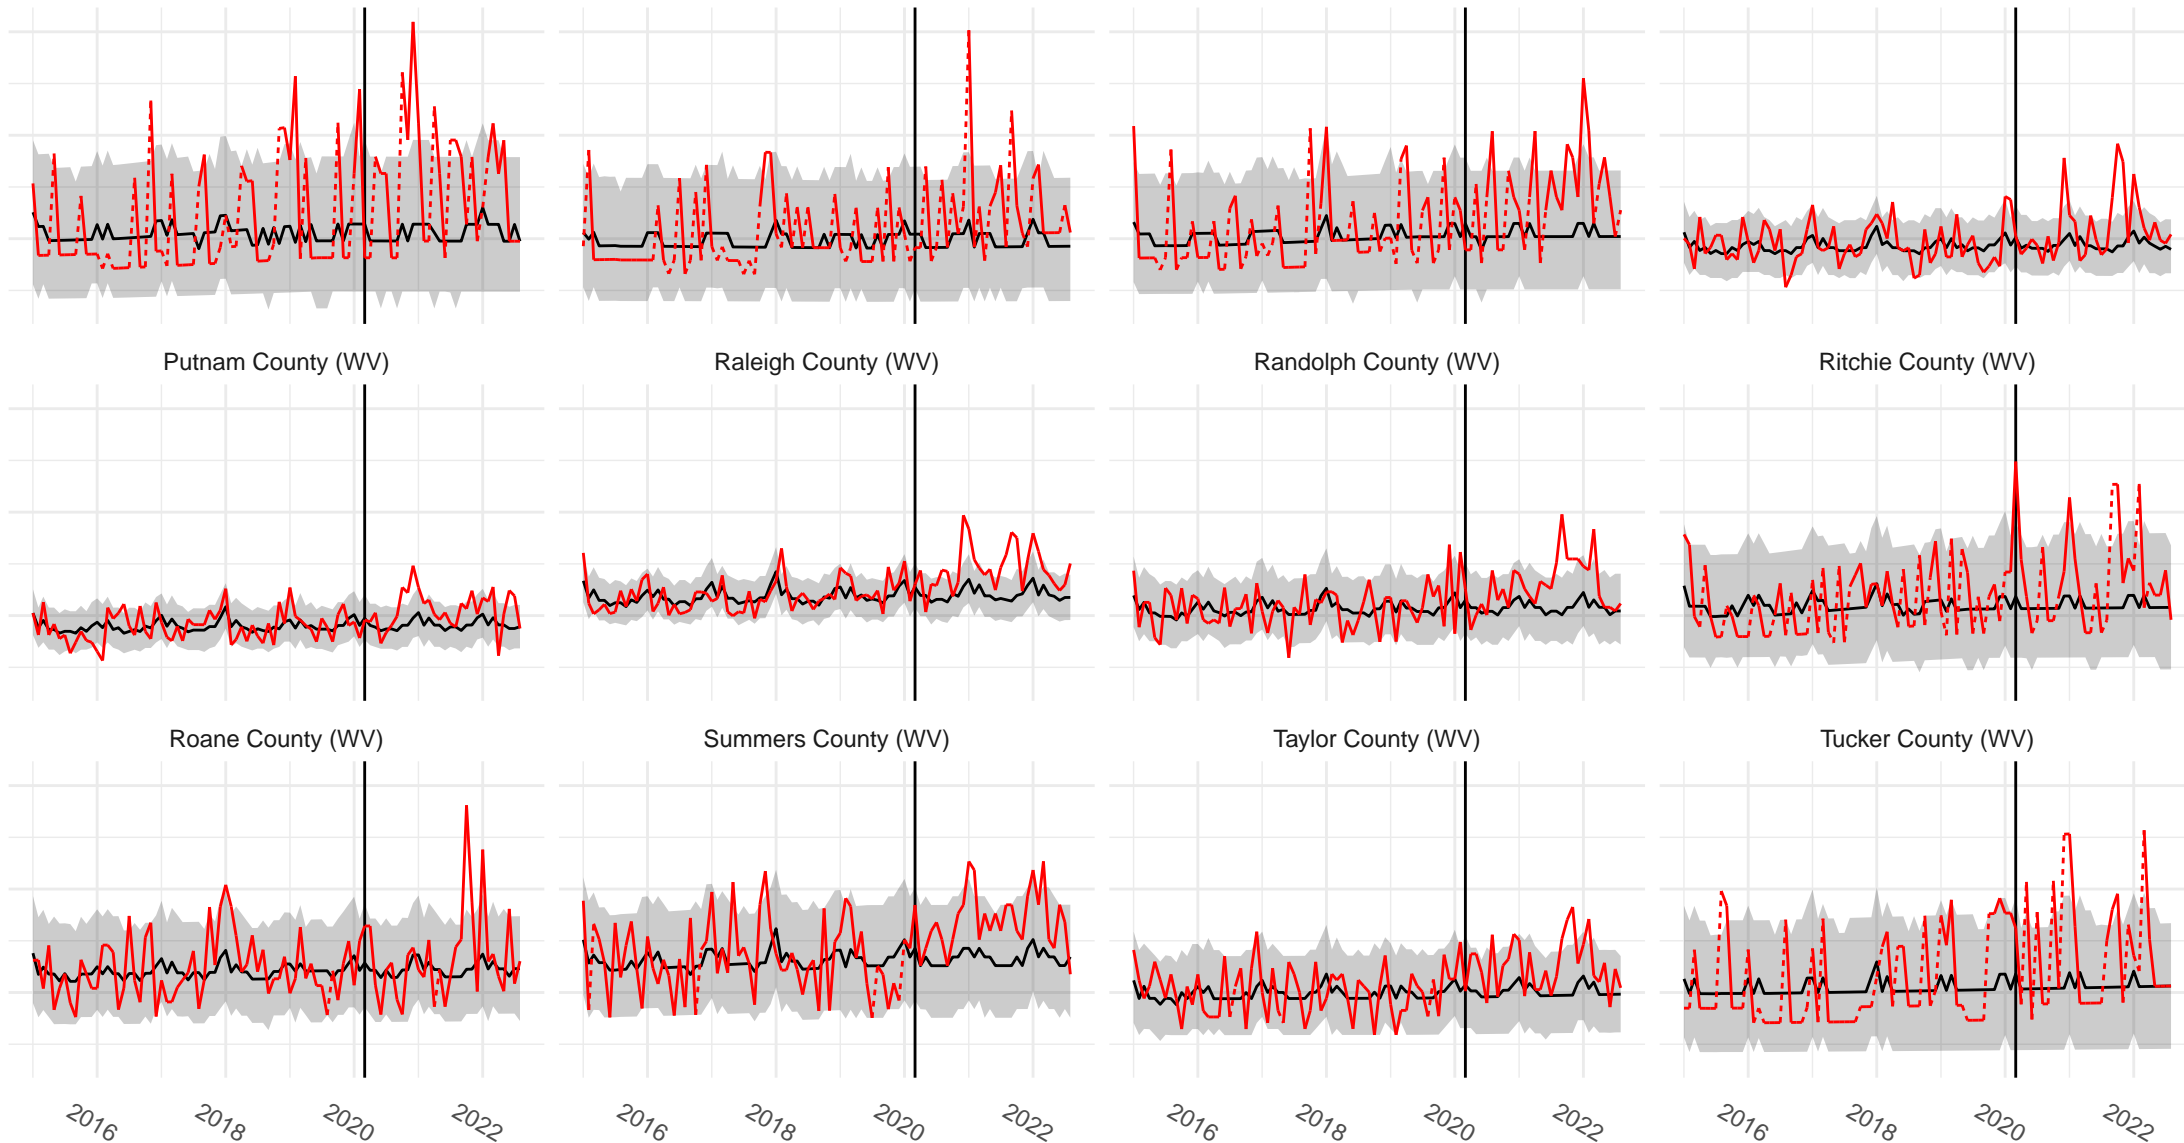 Putnam County (WV) Raleigh County (WV) Randolph County (WV) Ritchie County (WV)
Roane County (WV) Summers County (WV) Taylor County (WV) Tucker County (WV)
2016 2018 2020 2022 2016 2018 2020 2022 2016 2018 2020 2022 2016 2018 2020 2022